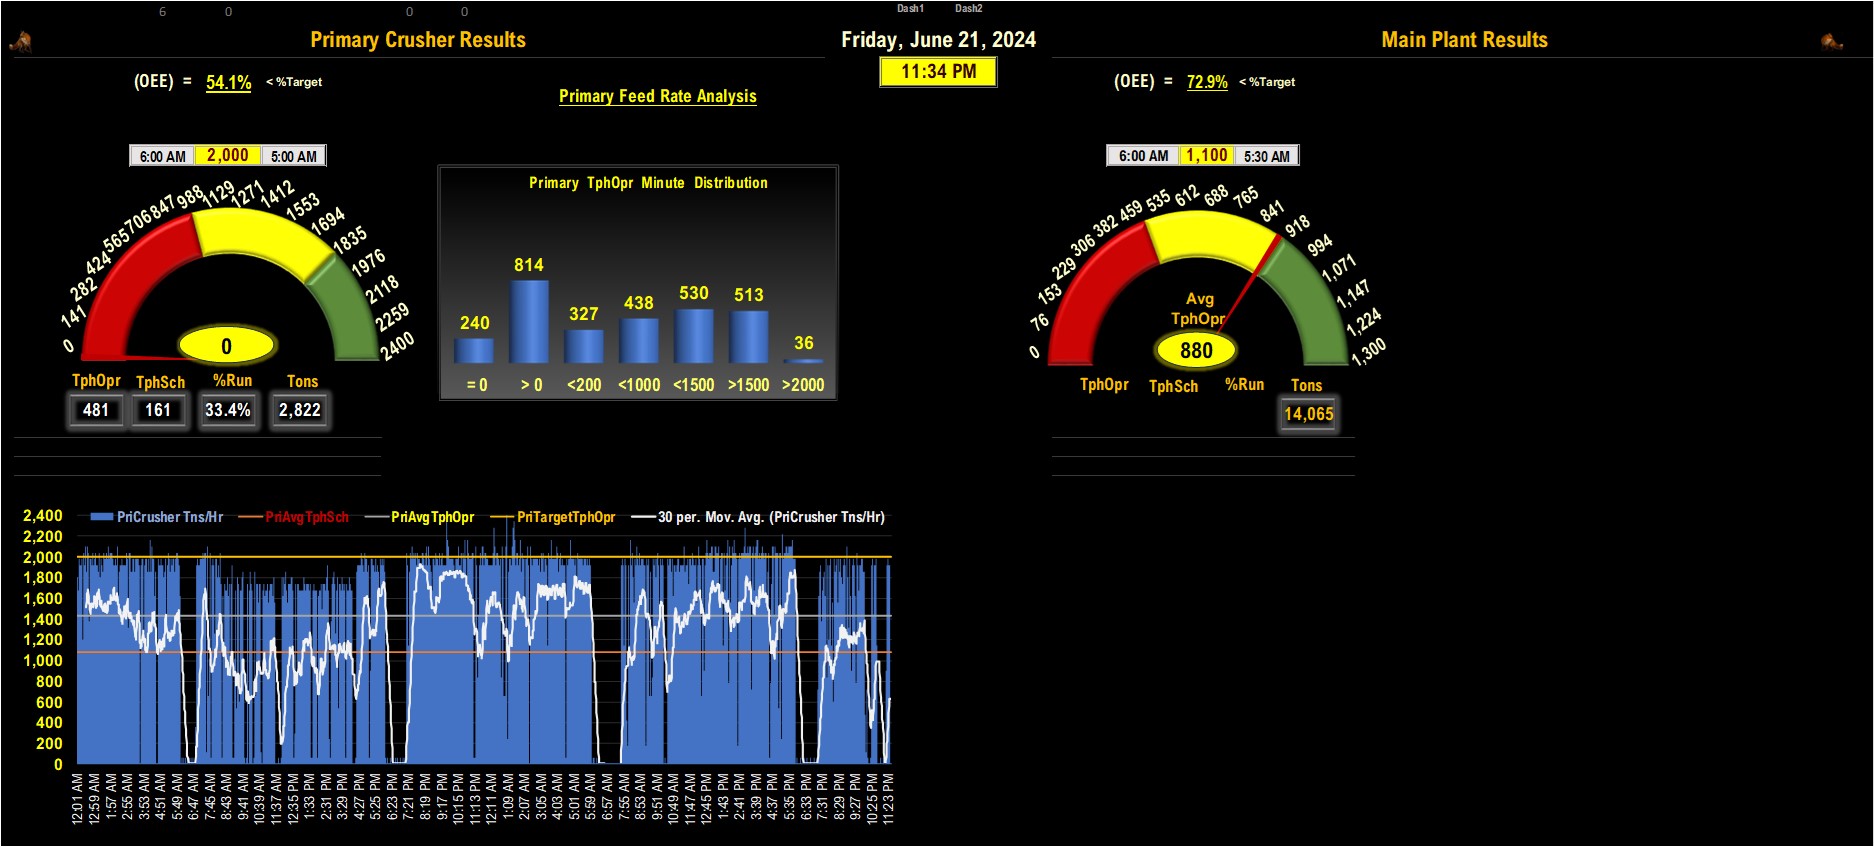 6 0 0 0 Dash1 Dash2
Primary Crusher Results
Friday, June 21, 2024
Main Plant Results
11:34 PM
(OEE) = 54.1% < %Target
Primary Feed Rate Analysis
(OEE) = 72.9% < %Target
6:00 AM 2,000 5:00 AM
0
141
282
424
565
706
847
988
1129
1271
1412
1553
1694
1835
1976
2118
2259
2400
0
TphOpr TphSch %Run Tons
481 161 33.4% 2,822
Primary TphOpr Minute Distribution
240 814 327 438 530 513 36
= 0 > 0 <200 <1000 <1500 >1500 >2000
6:00 AM 1,100 5:30 AM
0
76
153
229
306
382
459
535
612
688
765
841
918
994
1,071
1,147
1,224
1,300
Avg
TphOpr
880
TphOpr TphSch %Run Tons
14,065
PriCrusher Tns/Hr PriAvgTphSch PriAvgTphOpr PriTargetTphOpr 30 per. Mov. Avg. (PriCrusher Tns/Hr)
2,400
2,200
2,000
1,800
1,600
1,400
1,200
1,000
800
600
400
200
0
12:01 AM
12:59 AM
1:57 AM
2:55 AM
3:53 AM
4:51 AM
5:49 AM
6:47 AM
7:45 AM
8:43 AM
9:41 AM
10:39 AM
11:37 AM
12:35 PM
1:33 PM
2:31 PM
3:29 PM
4:27 PM
5:25 PM
6:23 PM
7:21 PM
8:19 PM
9:17 PM
10:15 PM
11:13 PM
12:11 AM
1:09 AM
2:07 AM
3:05 AM
4:03 AM
5:01 AM
5:59 AM
6:57 AM
7:55 AM
8:53 AM
9:51 AM
10:49 AM
11:47 AM
12:45 PM
1:43 PM
2:41 PM
3:39 PM
4:37 PM
5:35 PM
6:33 PM
7:31 PM
8:29 PM
9:27 PM
10:25 PM
11:23 PM